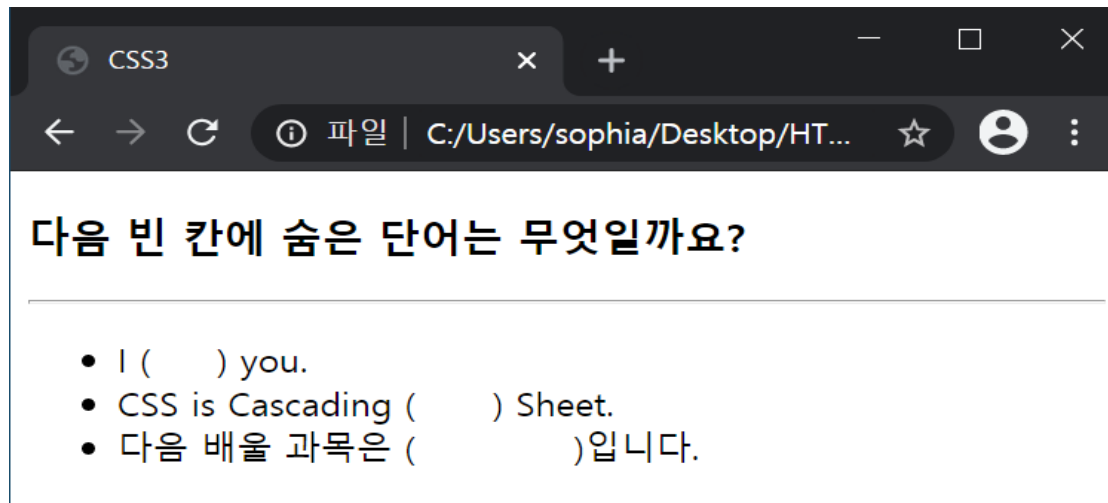 CSS3
파일 | C:/Users/sophia/Desktop/HT...
다음 빈 칸에 숨은 단어는 무엇일까요?
• I (    ) you.
• CSS is Cascading (    ) Sheet.
• 다음 배울 과목은 (        )입니다.